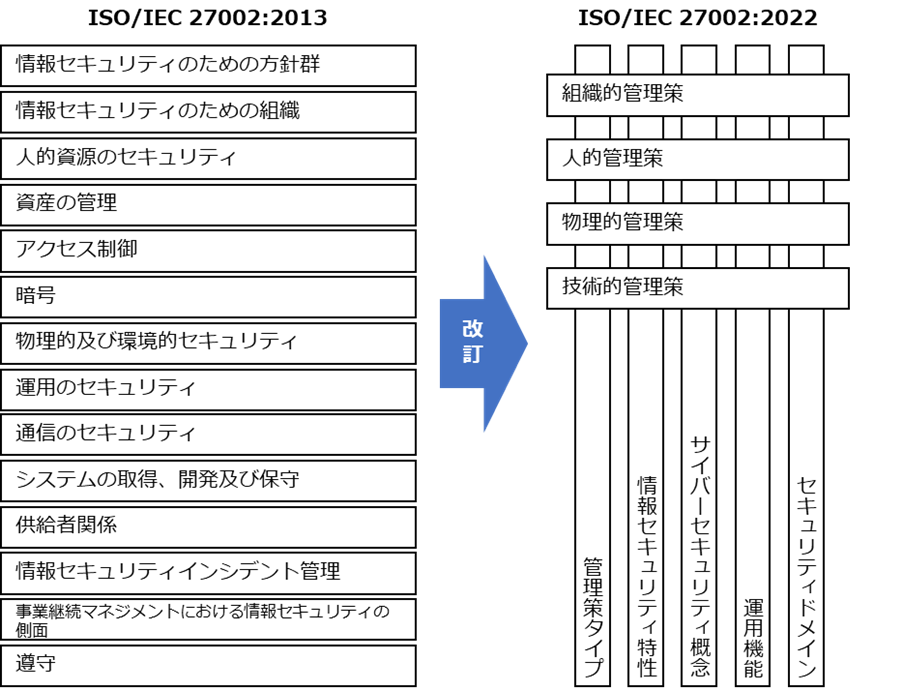 ISO/IEC 27002:2013
情報セキュリティのための方針群
情報セキュリティのための組織
人的資源のセキュリティ
資産の管理
アクセス制御
暗号
物理的及び環境的セキュリティ
運用のセキュリティ
通信のセキュリティ
システムの取得、開発及び保守
供給者関係
情報セキュリティインシデント管理
事業継続マネジメントにおける情報セキュリティの
側面
遵守
改
訂
ISO/IEC 27002:2022
組織的管理策
人的管理策
物理的管理策
技術的管理策
管理策タイプ
情報セキュリティ特性
サイバーセキュリティ概念
運用機能
セキュリティドメイン